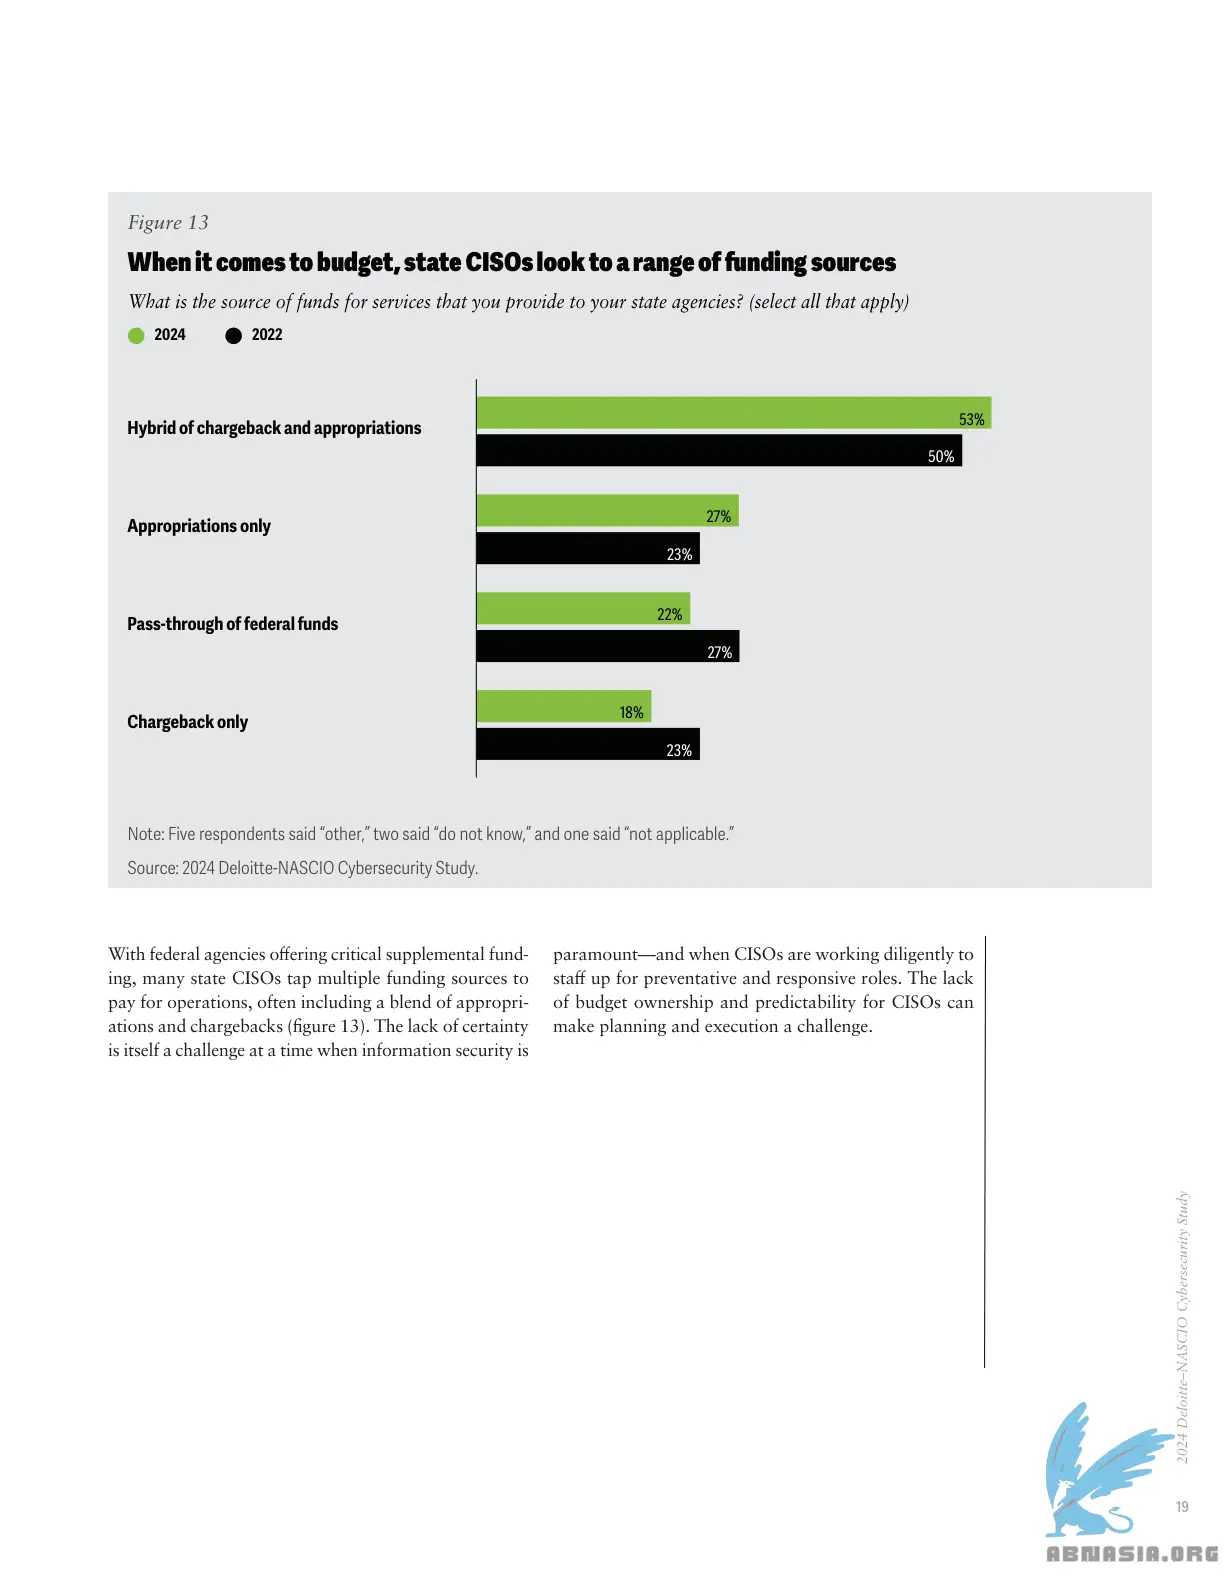 Figure 13
When it comes to budget, state CISOs look to a range of funding sources
What is the source of funds for services that you provide to your state agencies? (select all that apply)
2024 2022
Hybrid of chargeback and appropriations
53%
50%
Appropriations only
27%
23%
Pass-through of federal funds
22%
27%
Chargeback only
18%
23%
Note: Five respondents said “other,” two said “do not know,” and one said “not applicable.”
Source: 2024 Deloitte-NASCIO Cybersecurity Study.
With federal agencies offering critical supplemental fund-
ing, many state CISOs tap multiple funding sources to
pay for operations, often including a blend of appropri-
ations and chargebacks (figure 13). The lack of certainty
is itself a challenge at a time when information security is
paramount—and when CISOs are working diligently to
staff up for preventative and responsive roles. The lack
of budget ownership and predictability for CISOs can
make planning and execution a challenge.
2024 Deloitte–NASCIO Cybersecurity Study
19
ABNASIA.ORG